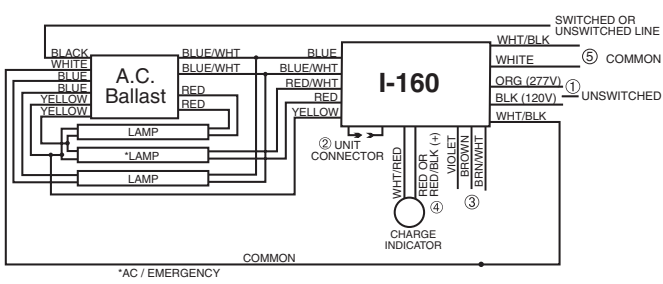 SWITCHED OR
UNSWITCHED LINE
BLACK
WHITE
BLUE
BLUE
YELLOW
YELLOW
A.C.
Ballast
BLUE/WHT
BLUE/WHT
RED
RED
BLUE
BLUE/WHT
RED/WHT
RED
YELLOW
I-160
WHT/BLK
WHITE
⑤ COMMON
ORG (277V)
①
BLK (120V)
UNSWITCHED
WHT/BLK
LAMP
*LAMP
LAMP
② UNIT
CONNECTOR
WHT/RED
RED OR
RED/BLK (+)
④
VIOLET
BROWN
BRN/WHT
③
CHARGE
INDICATOR
COMMON
*AC / EMERGENCY